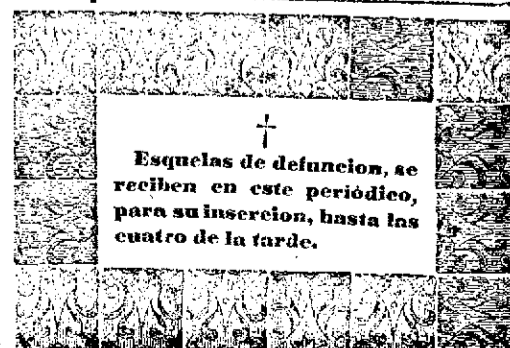 †
Esquelas de defuncion, se
reciben en este periódico,
para su insercion, hasta las
cuatro de la tarde.